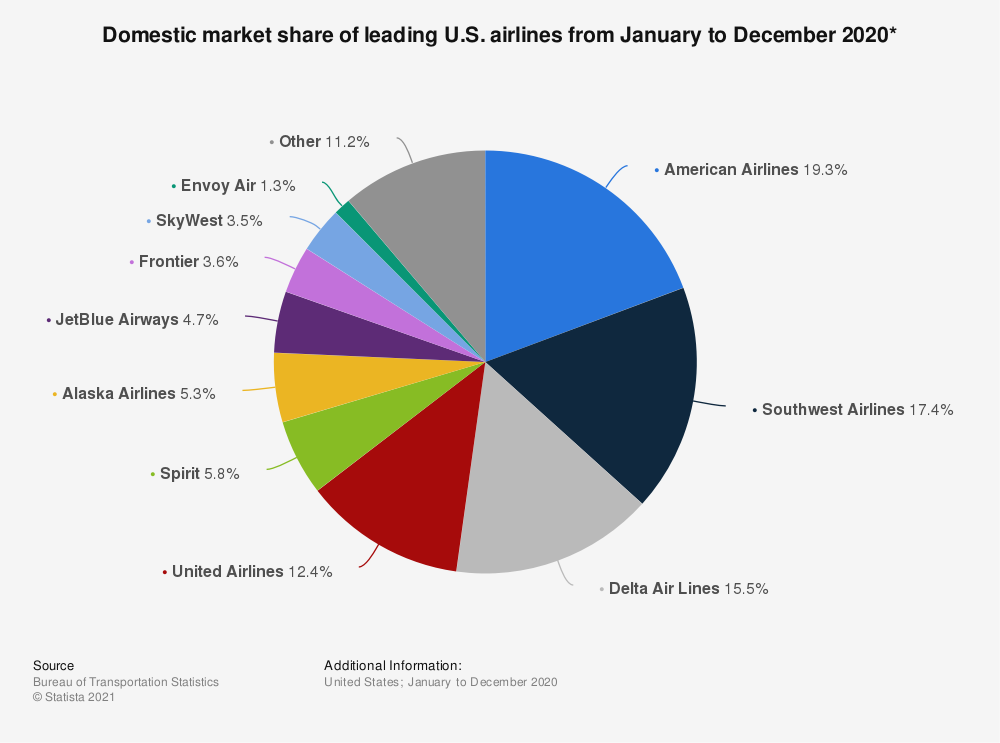 Domestic market share of leading U.S. airlines from January to December 2020*
Other 11.2%
American Airlines 19.3%
Envoy Air 1.3%
SkyWest 3.5%
Frontier 3.6%
JetBlue Airways 4.7%
Alaska Airlines 5.3%
Southwest Airlines 17.4%
Spirit 5.8%
United Airlines 12.4%
Delta Air Lines 15.5%
Source
Bureau of Transportation Statistics
© Statista 2021
Additional Information:
United States; January to December 2020